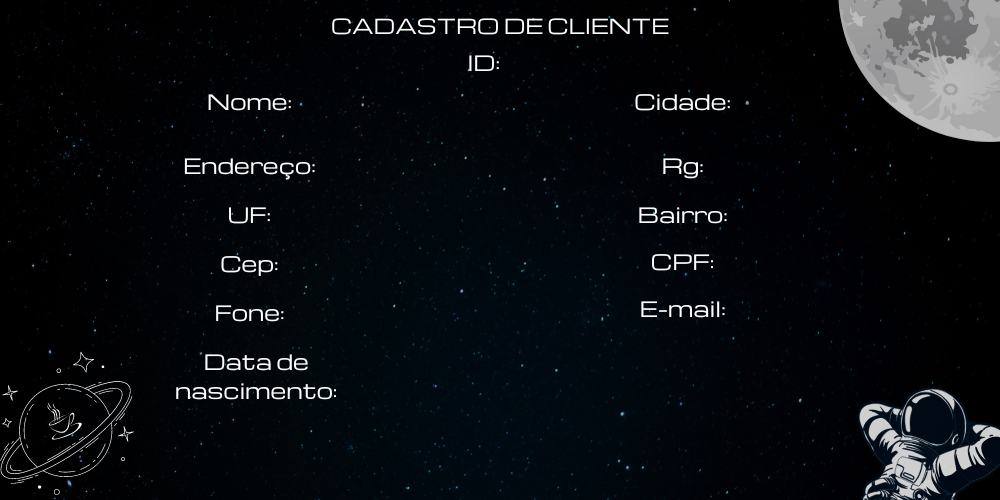 CADASTRO DE CLIENTE
ID:
Nome:
Cidade:
Endereço:
Rg:
UF:
Bairro:
Cep:
CPF:
Fone:
E-mail:
Data de
nascimento: